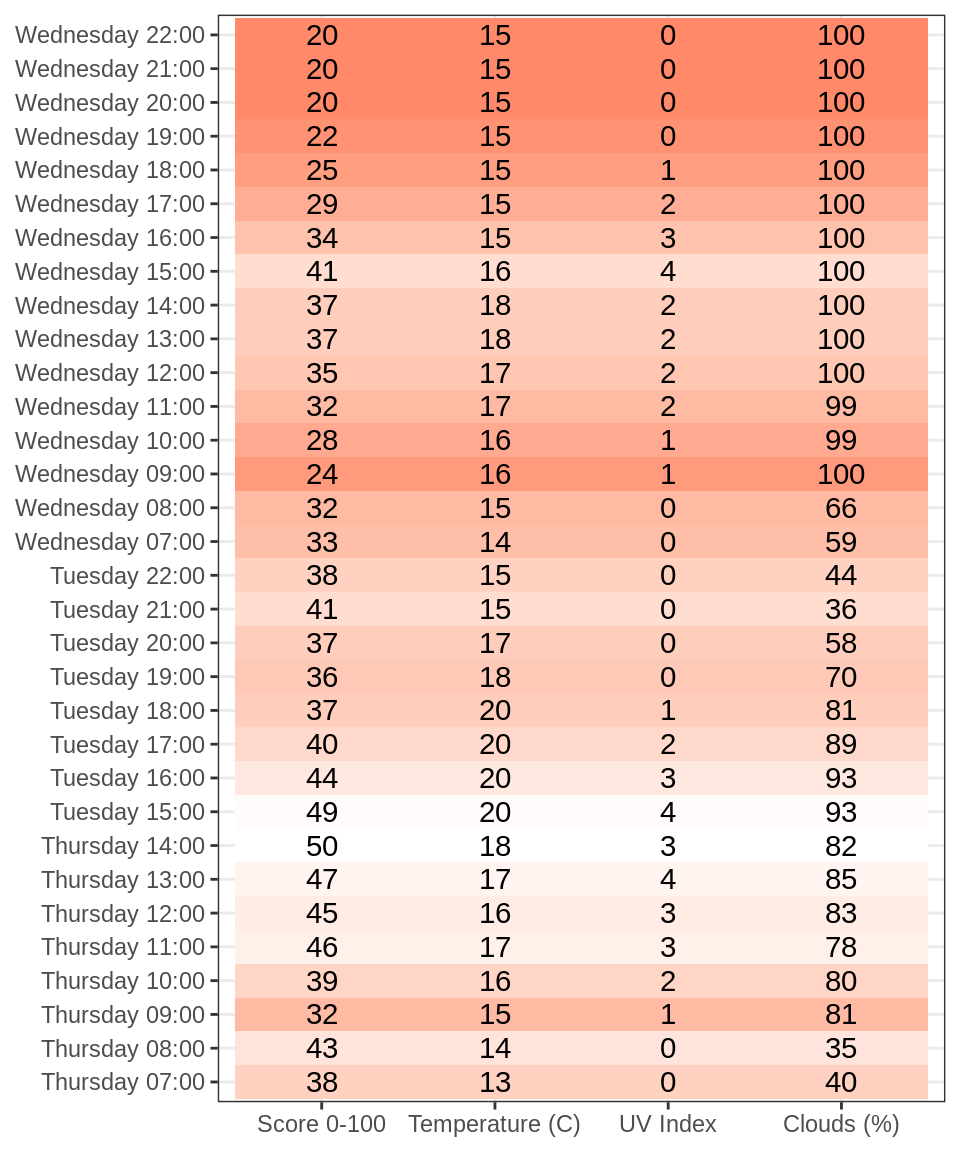 Wednesday 22:00 20 15 0 100
Wednesday 21:00 20 15 0 100
Wednesday 20:00 20 15 0 100
Wednesday 19:00 22 15 0 100
Wednesday 18:00 25 15 1 100
Wednesday 17:00 29 15 2 100
Wednesday 16:00 34 15 3 100
Wednesday 15:00 41 16 4 100
Wednesday 14:00 37 18 2 100
Wednesday 13:00 37 18 2 100
Wednesday 12:00 35 17 2 100
Wednesday 11:00 32 17 2 99
Wednesday 10:00 28 16 1 99
Wednesday 09:00 24 16 1 100
Wednesday 08:00 32 15 0 66
Wednesday 07:00 33 14 0 59
Tuesday 22:00 38 15 0 44
Tuesday 21:00 41 15 0 36
Tuesday 20:00 37 17 0 58
Tuesday 19:00 36 18 0 70
Tuesday 18:00 37 20 1 81
Tuesday 17:00 40 20 2 89
Tuesday 16:00 44 20 3 93
Tuesday 15:00 49 20 4 93
Thursday 14:00 50 18 3 82
Thursday 13:00 47 17 4 85
Thursday 12:00 45 16 3 83
Thursday 11:00 46 17 3 78
Thursday 10:00 39 16 2 80
Thursday 09:00 32 15 1 81
Thursday 08:00 43 14 0 35
Thursday 07:00 38 13 0 40
Score 0-100 Temperature (C) UV Index Clouds (%)